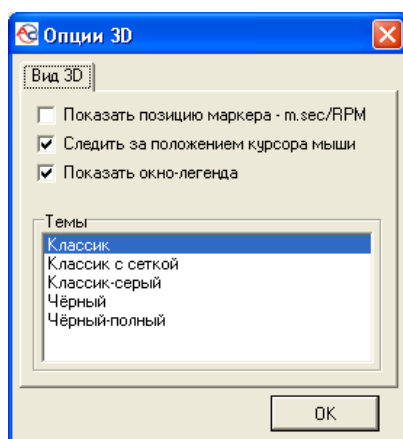 Опции 3D
Вид 3D
Показать позицию маркера - m.sec/RPM
Следить за положением курсора мыши
Показать окно-легенда
Темы
Классик
Классик с сеткой
Классик-серый
Чёрный
Чёрный-полный
OK